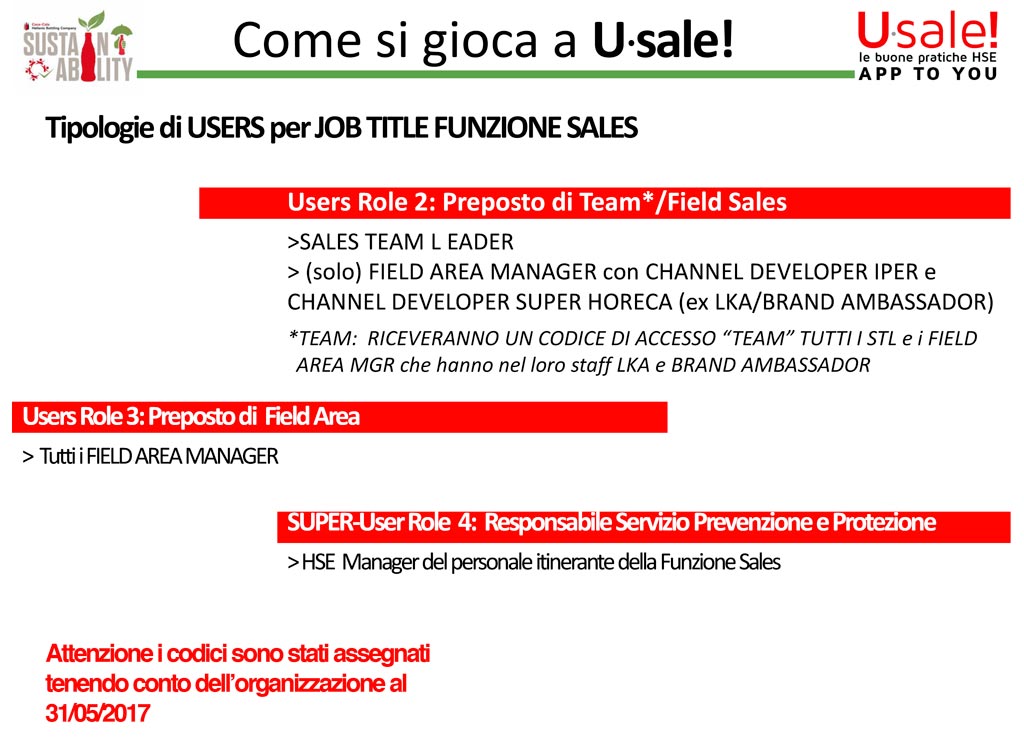 Coca-Cola
Hellenic Bottling Company
SUSTAIN
ABILITY
Come si gioca a U·sale!
U·sale!
le buone pratiche HSE
APP TO YOU
Tipologie di USERS per JOB TITLE FUNZIONE SALES
Users Role 2: Preposto di Team*/Field Sales
>SALES TEAM L EADER
> (solo) FIELD AREA MANAGER con CHANNEL DEVELOPER IPER e
CHANNEL DEVELOPER SUPER HORECA (ex LKA/BRAND AMBASSADOR)
*TEAM: RICEVERANNO UN CODICE DI ACCESSO “TEAM” TUTTI I STL e i FIELD
AREA MGR che hanno nel loro staff LKA e BRAND AMBASSADOR
Users Role 3: Preposto di Field Area
> Tutti i FIELD AREA MANAGER
SUPER-User Role 4: Responsabile Servizio Prevenzione e Protezione
> HSE Manager del personale itinerante della Funzione Sales
Attenzione i codici sono stati assegnati
tenendo conto dell’organizzazione al
31/05/2017